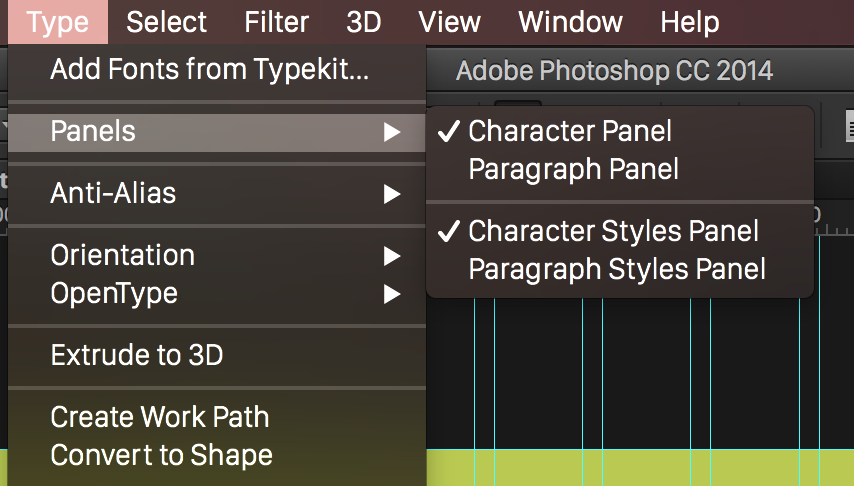 Type Select Filter 3D View Window Help
Adobe Photoshop CC 2014
Add Fonts from Typekit...
Panels
Anti-Alias
Orientation
OpenType
Extrude to 3D
Create Work Path
Convert to Shape
Character Panel
Paragraph Panel
Character Styles Panel
Paragraph Styles Panel